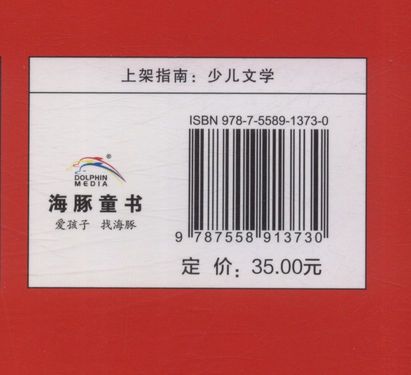 上架指南：少儿文学
ISBN 978-7-5589-1373-0
®
DOLPHIN
MEDIA
海豚童书
爱孩子 找海豚
9 787558 913730
定 价：35.00元